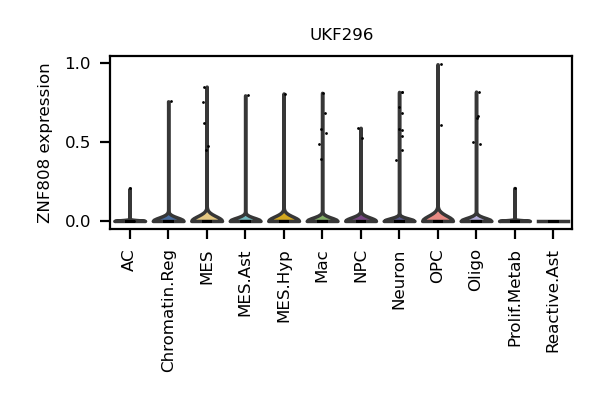 UKF296
ZNF808 expression
1.0
0.5
0.0
AC
Chromatin.Reg
MES
MES.Ast
MES.Hyp
Mac
NPC
Neuron
OPC
Oligo
Prolif.Metab
Reactive.Ast